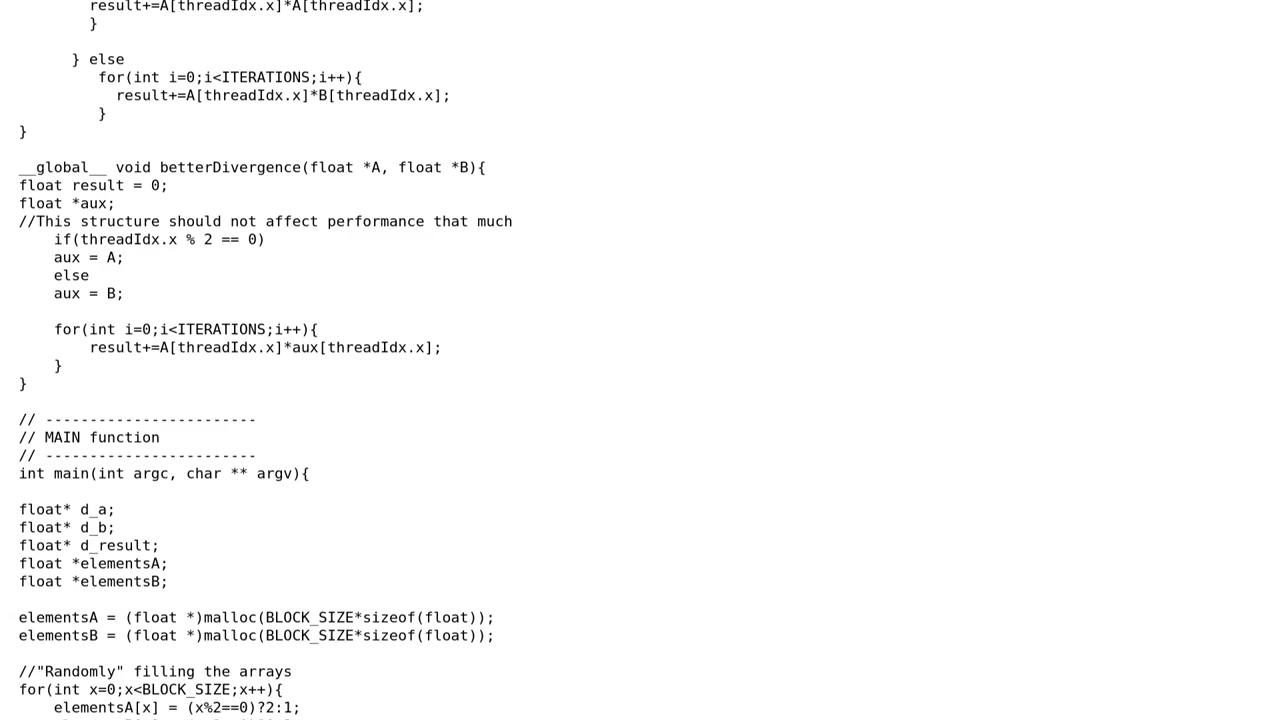 result+=A[threadIdx.x]*A[threadIdx.x];
}
} else
for(int i=0;i<ITERATIONS;i++){
result+=A[threadIdx.x]*B[threadIdx.x];
}
}
__global__ void betterDivergence(float *A, float *B){
float result = 0;
float *aux;
//This structure should not affect performance that much
if(threadIdx.x % 2 == 0)
aux = A;
else
aux = B;
for(int i=0;i<ITERATIONS;i++){
result+=A[threadIdx.x]*aux[threadIdx.x];
}
}
// ------------------------
// MAIN function
// ------------------------
int main(int argc, char ** argv){
float* d_a;
float* d_b;
float* d_result;
float *elementsA;
float *elementsB;
elementsA = (float *)malloc(BLOCK_SIZE*sizeof(float));
elementsB = (float *)malloc(BLOCK_SIZE*sizeof(float));
//"Randomly" filling the arrays
for(int x=0;x<BLOCK_SIZE;x++){
elementsA[x] = (x%2==0)?2:1;